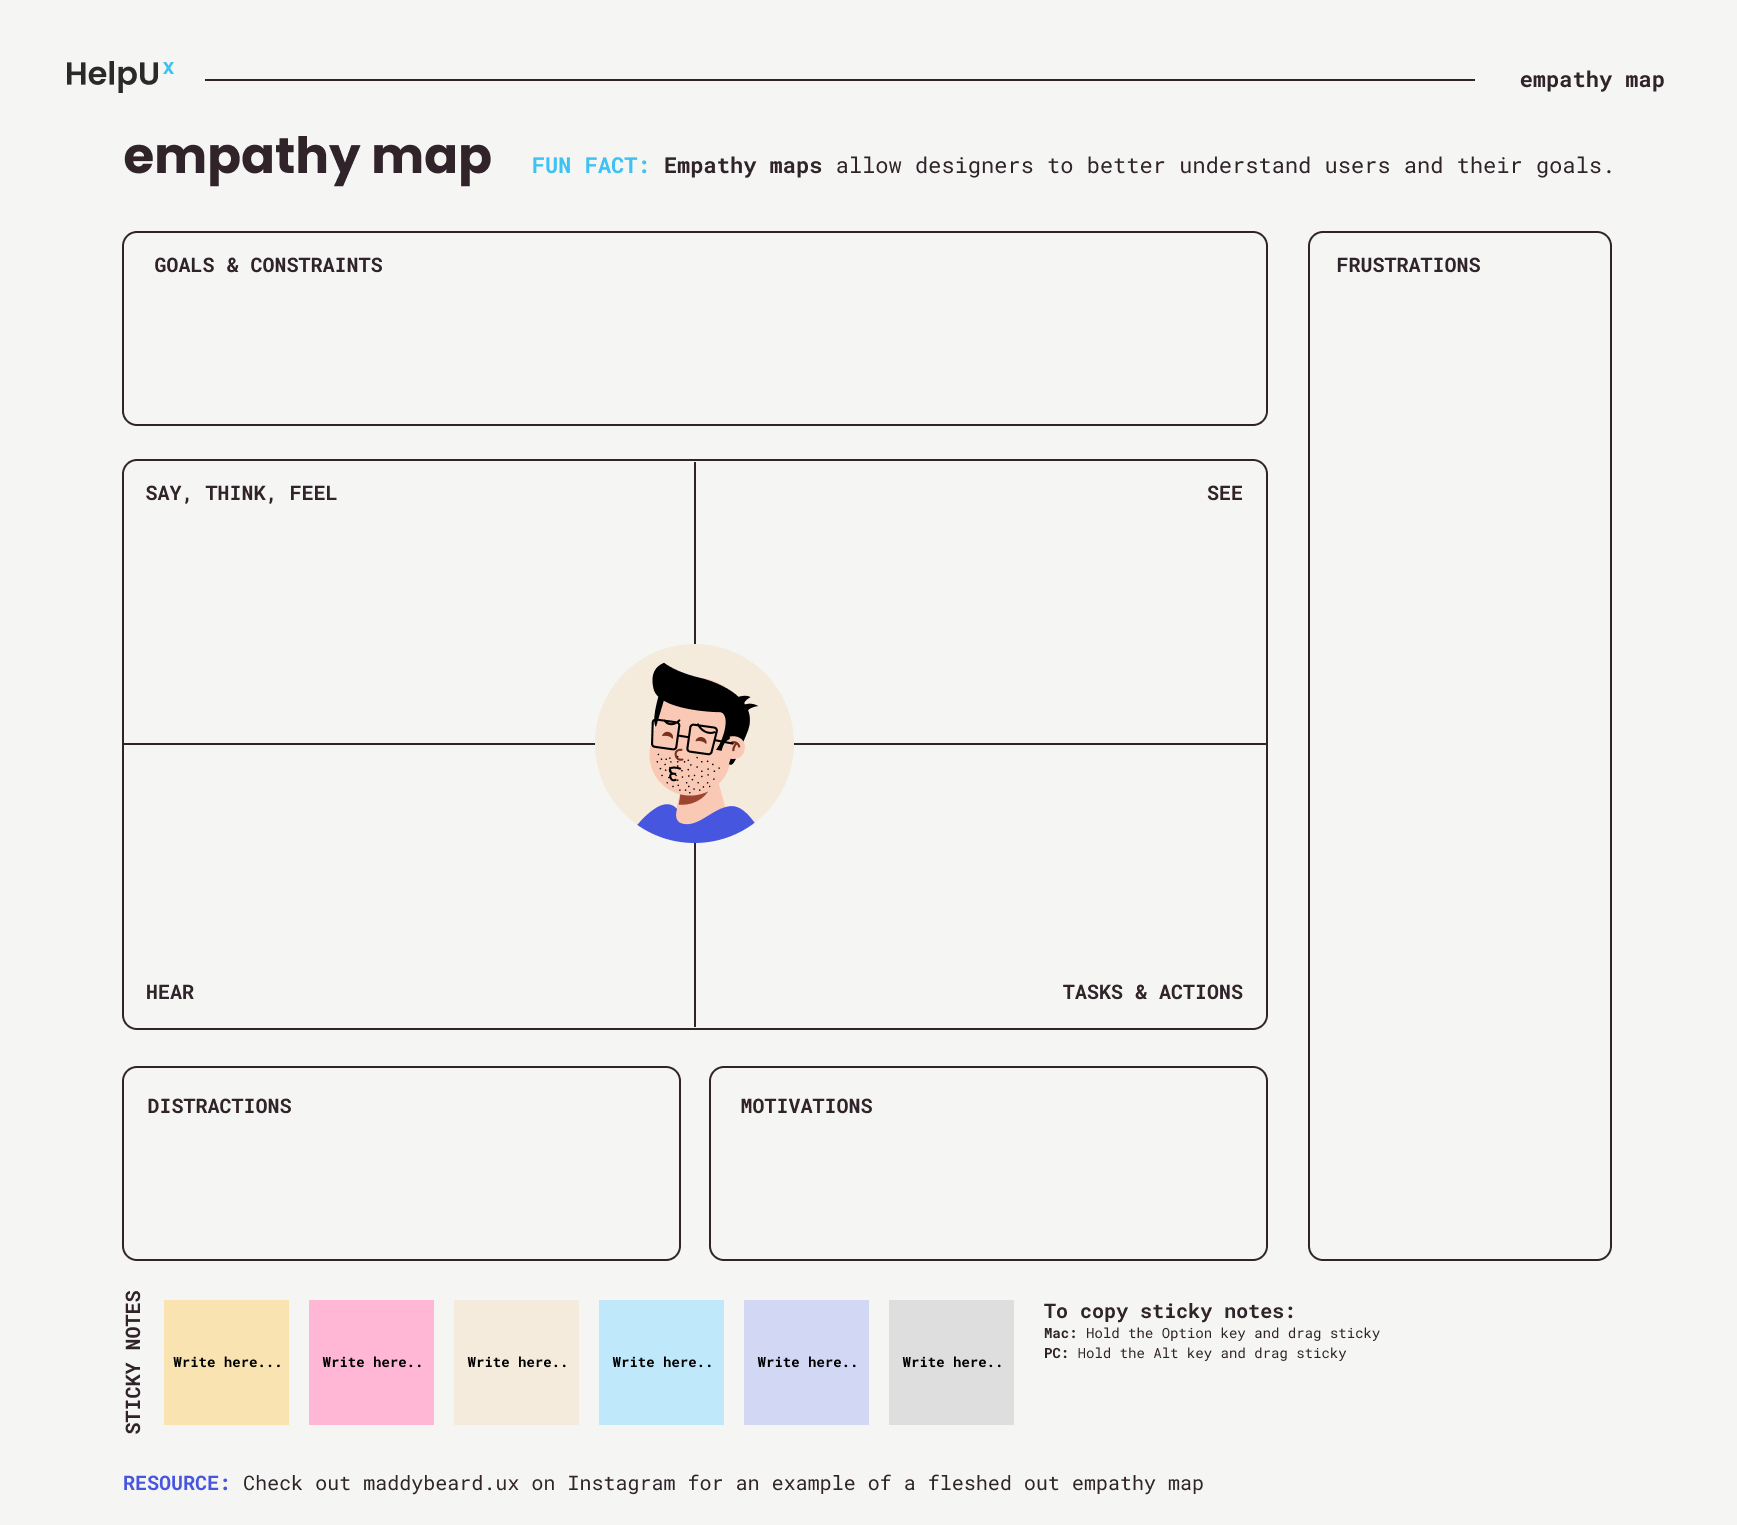 HelpUx
empathy map
empathy map
FUN FACT: Empathy maps allow designers to better understand users and their goals.
GOALS & CONSTRAINTS
FRUSTRATIONS
SAY, THINK, FEEL
SEE
HEAR
TASKS & ACTIONS
DISTRACTIONS
MOTIVATIONS
STICKY NOTES
Write here...
Write here..
Write here..
Write here..
Write here..
Write here..
To copy sticky notes:
Mac: Hold the Option key and drag sticky
PC: Hold the Alt key and drag sticky
RESOURCE: Check out maddybeard.ux on Instagram for an example of a fleshed out empathy map